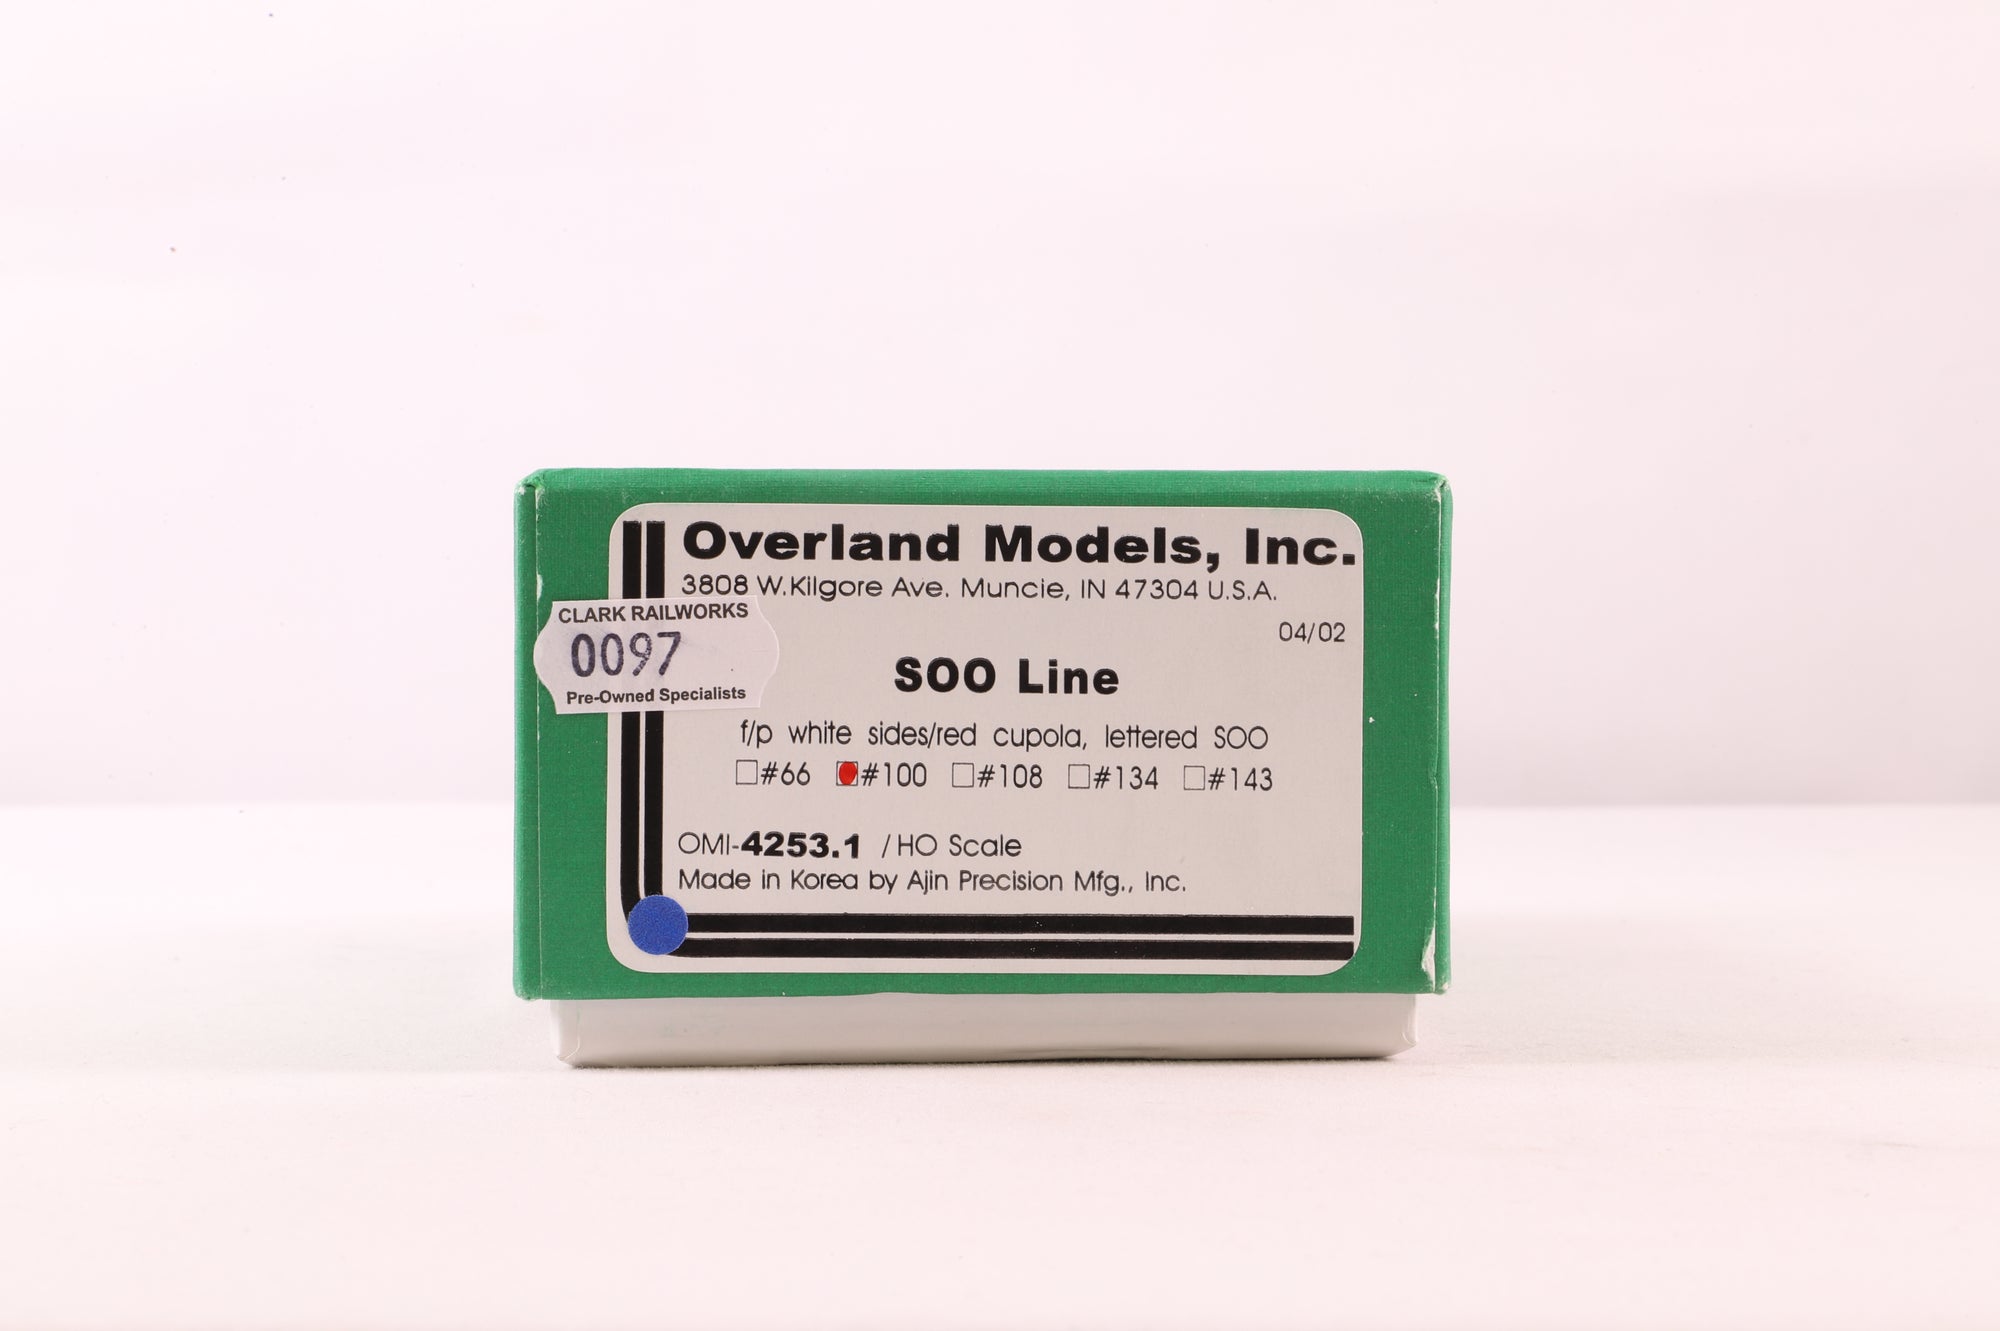 Overland Models, Inc.
3808 W.Kilgore Ave. Muncie, IN 47304 U.S.A.
CLARK RAILWORKS
0097
Pre-Owned Specialists
04/02
SOO Line
f/p white sides/red cupola, lettered SOO
#66 #100 #108 #134 #143
OMI-4253.1 / HO Scale
Made in Korea by Ajin Precision Mfg., Inc.